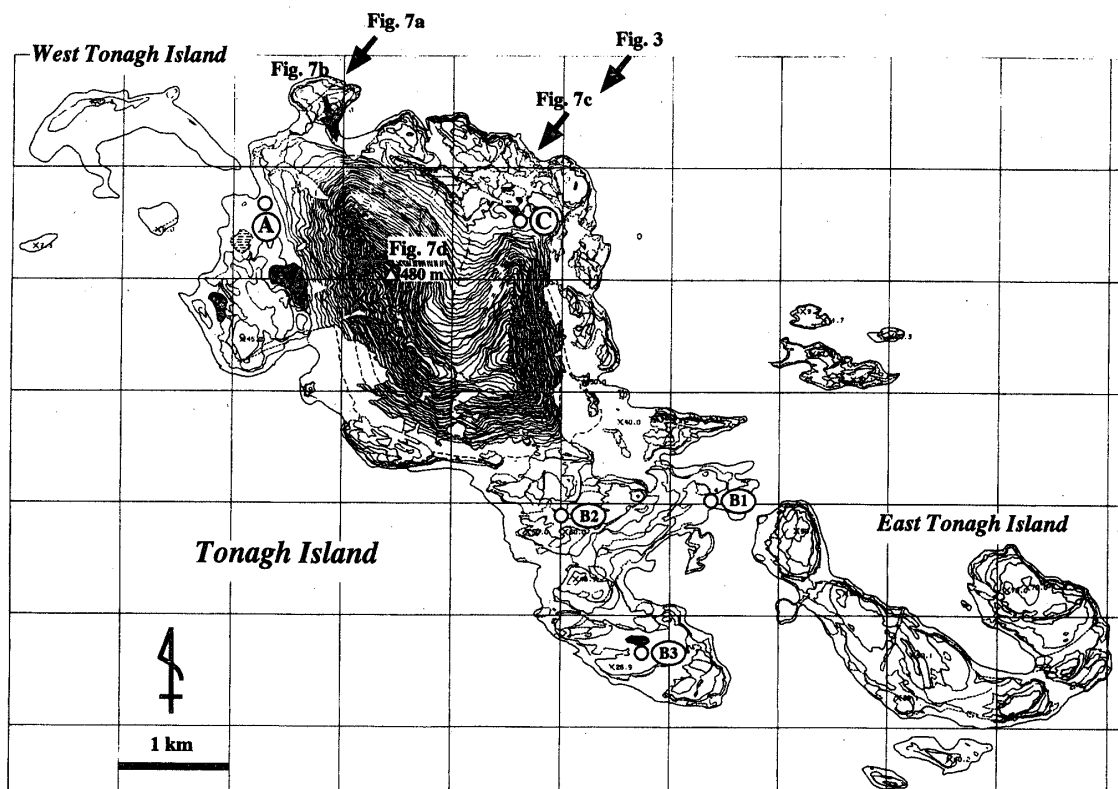 Fig. 7a
West Tonagh Island
Fig. 3
Fig. 7b
Fig. 7c
A
C
Fig. 7d
480 m
B1
B2
East Tonagh Island
Tonagh Island
B3
1 km